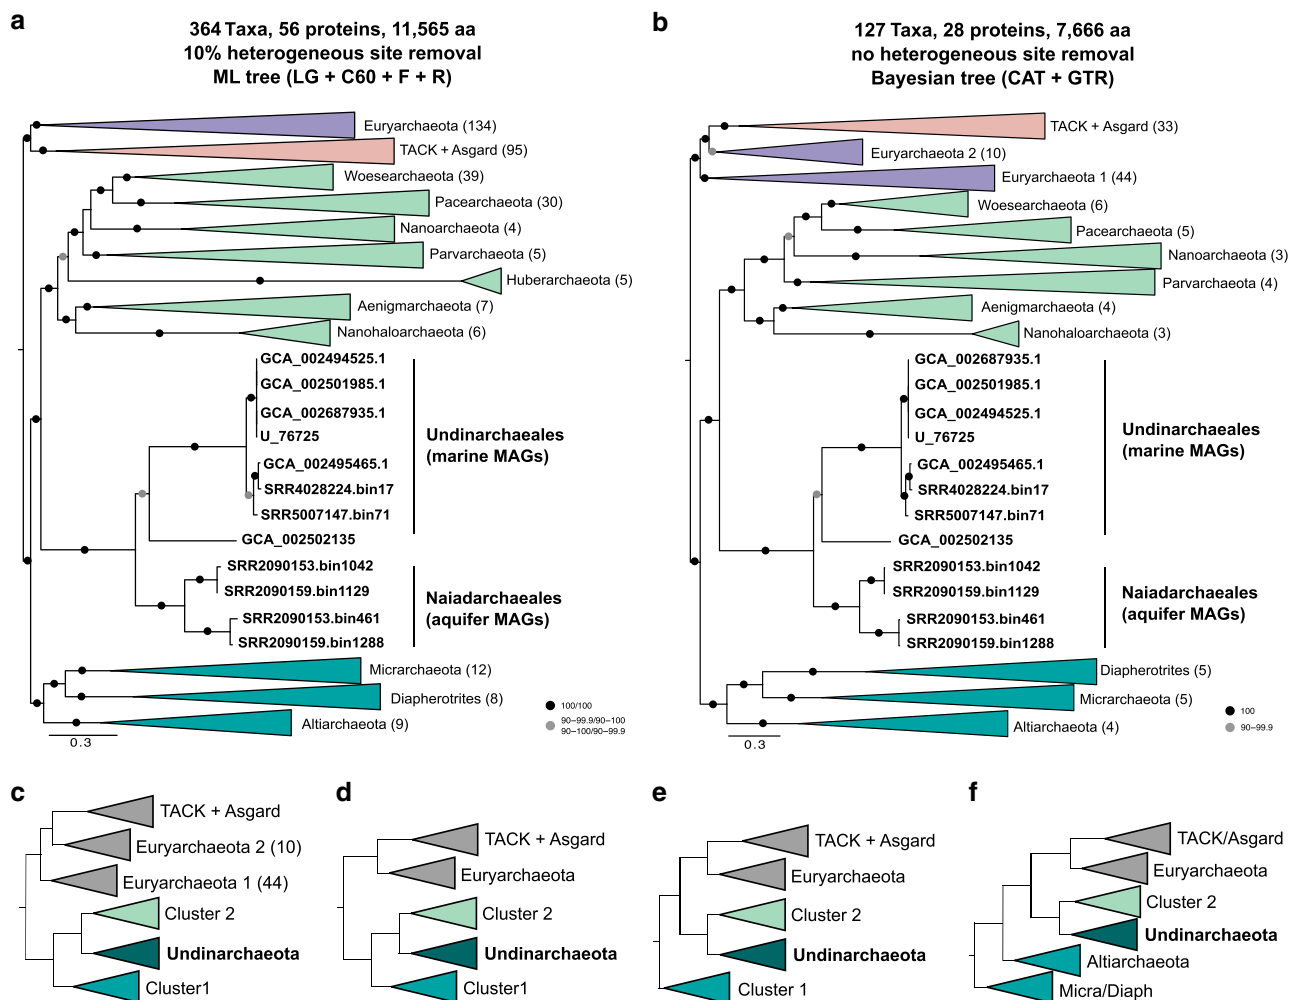 a
364 Taxa, 56 proteins, 11,565 aa
10% heterogeneous site removal
ML tree (LG + C60 + F + R)
Euryarchaeota (134)
TACK + Asgard (95)
Woesearchaeota (39)
Pacearchaeota (30)
Nanoarchaeota (4)
Parvarchaeota (5)
Huberarchaeota (5)
Aenigmarchaeota (7)
Nanohaloarchaeota (6)
GCA_002494525.1
GCA_002501985.1
GCA_002687935.1
U_76725
GCA_002495465.1
SRR4028224.bin17
SRR5007147.bin71
GCA_002502135
SRR2090153.bin1042
SRR2090159.bin1129
SRR2090153.bin461
SRR2090159.bin1288
Undinarchaeales
(marine MAGs)
Naiadarchaeales
(aquifer MAGs)
Micrarchaeota (12)
Diapherotrites (8)
Altiarchaeota (9)
0.3
100/100
90–99.9/90–100
90–100/90–99.9
b
127 Taxa, 28 proteins, 7,666 aa
no heterogeneous site removal
Bayesian tree (CAT + GTR)
TACK + Asgard (33)
Euryarchaeota 2 (10)
Euryarchaeota 1 (44)
Woesearchaeota (6)
Pacearchaeota (5)
Nanoarchaeota (3)
Parvarchaeota (4)
Aenigmarchaeota (4)
Nanohaloarchaeota (3)
GCA_002687935.1
GCA_002501985.1
GCA_002494525.1
U_76725
GCA_002495465.1
SRR4028224.bin17
SRR5007147.bin71
GCA_002502135
SRR2090153.bin1042
SRR2090159.bin1129
SRR2090153.bin461
SRR2090159.bin1288
Undinarchaeales
(marine MAGs)
Naiadarchaeales
(aquifer MAGs)
Diapherotrites (5)
Micrarchaeota (5)
Altiarchaeota (4)
0.3
100
90–99.9
c
TACK + Asgard
Euryarchaeota 2 (10)
Euryarchaeota 1 (44)
Cluster 2
Undinarchaeota
Cluster1
d
TACK + Asgard
Euryarchaeota
Cluster 2
Undinarchaeota
Cluster1
e
TACK + Asgard
Euryarchaeota
Cluster 2
Undinarchaeota
Cluster 1
f
TACK/Asgard
Euryarchaeota
Cluster 2
Undinarchaeota
Altiarchaeota
Micra/Diaph